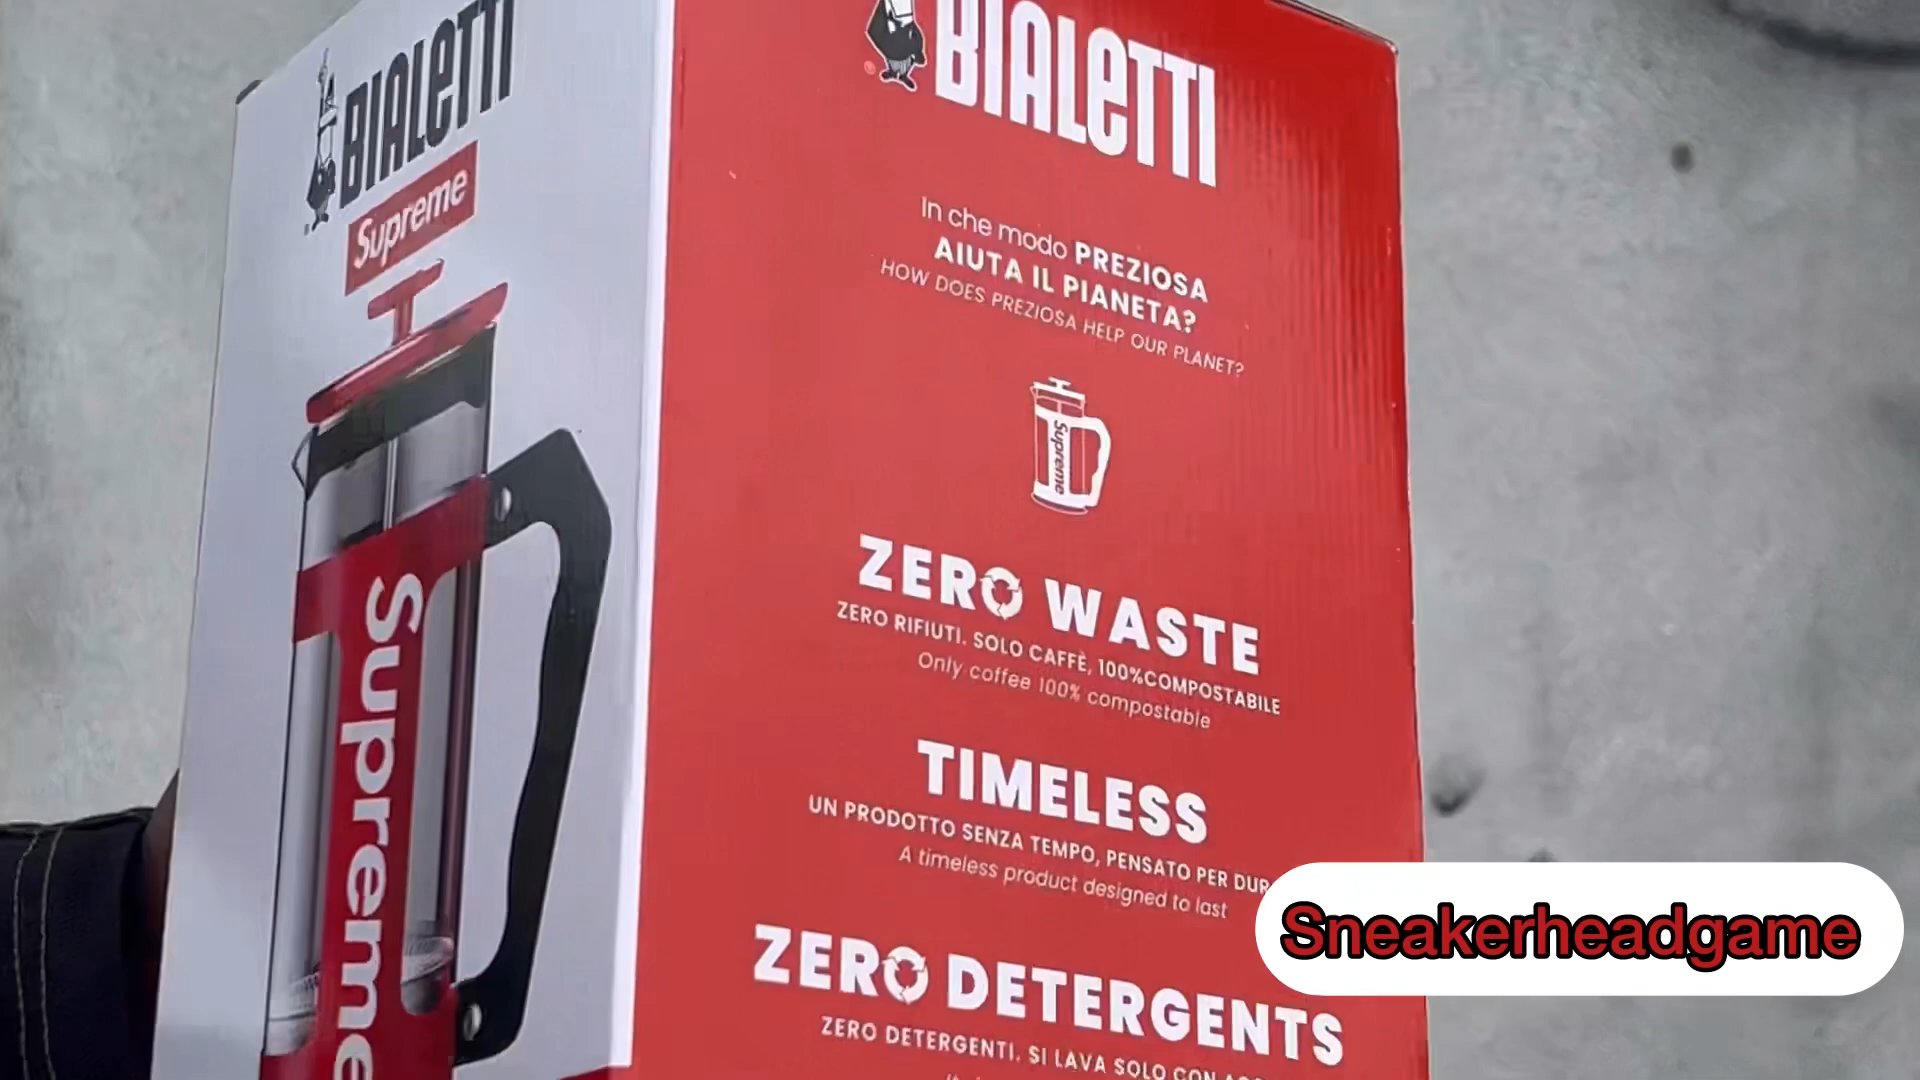 BIALETTI
Supreme
Supreme
BIALETTI
In che modo PREZIOSA
AIUTA IL PIANETA?
HOW DOES PREZIOSA HELP OUR PLANET?
Supreme
ZERO WASTE
ZERO RIFIUTI. SOLO CAFFÈ, 100%COMPOSTABILE
Only coffee 100% compostable
TIMELESS
UN PRODOTTO SENZA TEMPO, PENSATO PER
A timeless product designed to last
ZERO DETERGENTS
ZERO DETERGENTI. SI LAVA SOLO CON
Sneakerheadgame